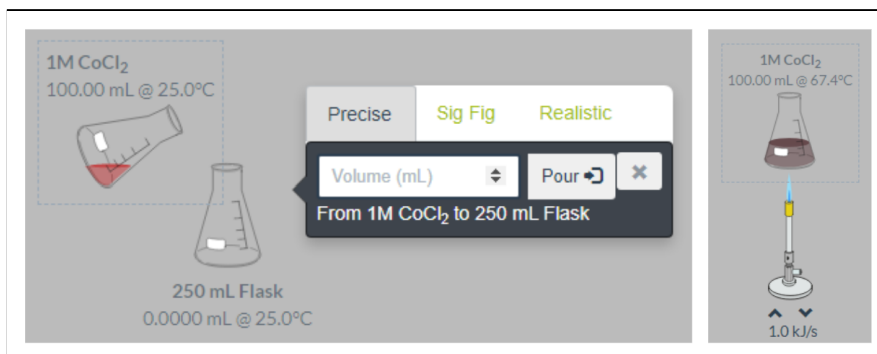 1M CoCl₂
100.00 mL @ 25.0°C
Precise
Sig Fig
Realistic
Volume (mL)
Pour
From 1M CoCl₂ to 250 mL Flask
250 mL Flask
0.0000 mL @ 25.0°C
1M CoCl₂
100.00 mL @ 67.4°C
1.0 kJ/s